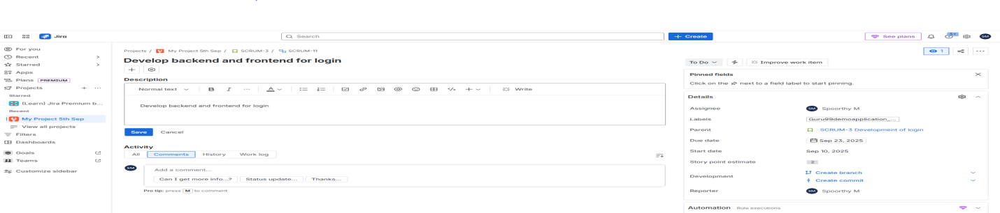 Jira
Search
+ Create
See plans
3+
SM
For you
Recent
Starred
Apps
Plans PREMIUM
Projects
Starred
(Learn) Jira Premium b...
Recent
My Project 5th Sep
View all projects
Filters
Dashboards
Goals
Teams
Customize sidebar
Projects / My Project 5th Sep / SCRUM-3 / SCRUM-11
Develop backend and frontend for login
Description
Normal text B I ... A Write
Develop backend and frontend for login
Save Cancel
Activity
All Comments History Work log
SM Add a comment...
Can I get more info...? Status update... Thanks...
Pro tip: press M to comment
1
To Do Improve work item
Pinned fields
Click on the next to a field label to start pinning.
Details
Assignee SM Spoorthy M
Labels Guru99demoapplication_...
Parent SCRUM-3 Development of login
Due date Sep 23, 2025
Start date Sep 10, 2025
Story point estimate 2
Development Create branch
Create commit
Reporter SM Spoorthy M
Automation Rule executions